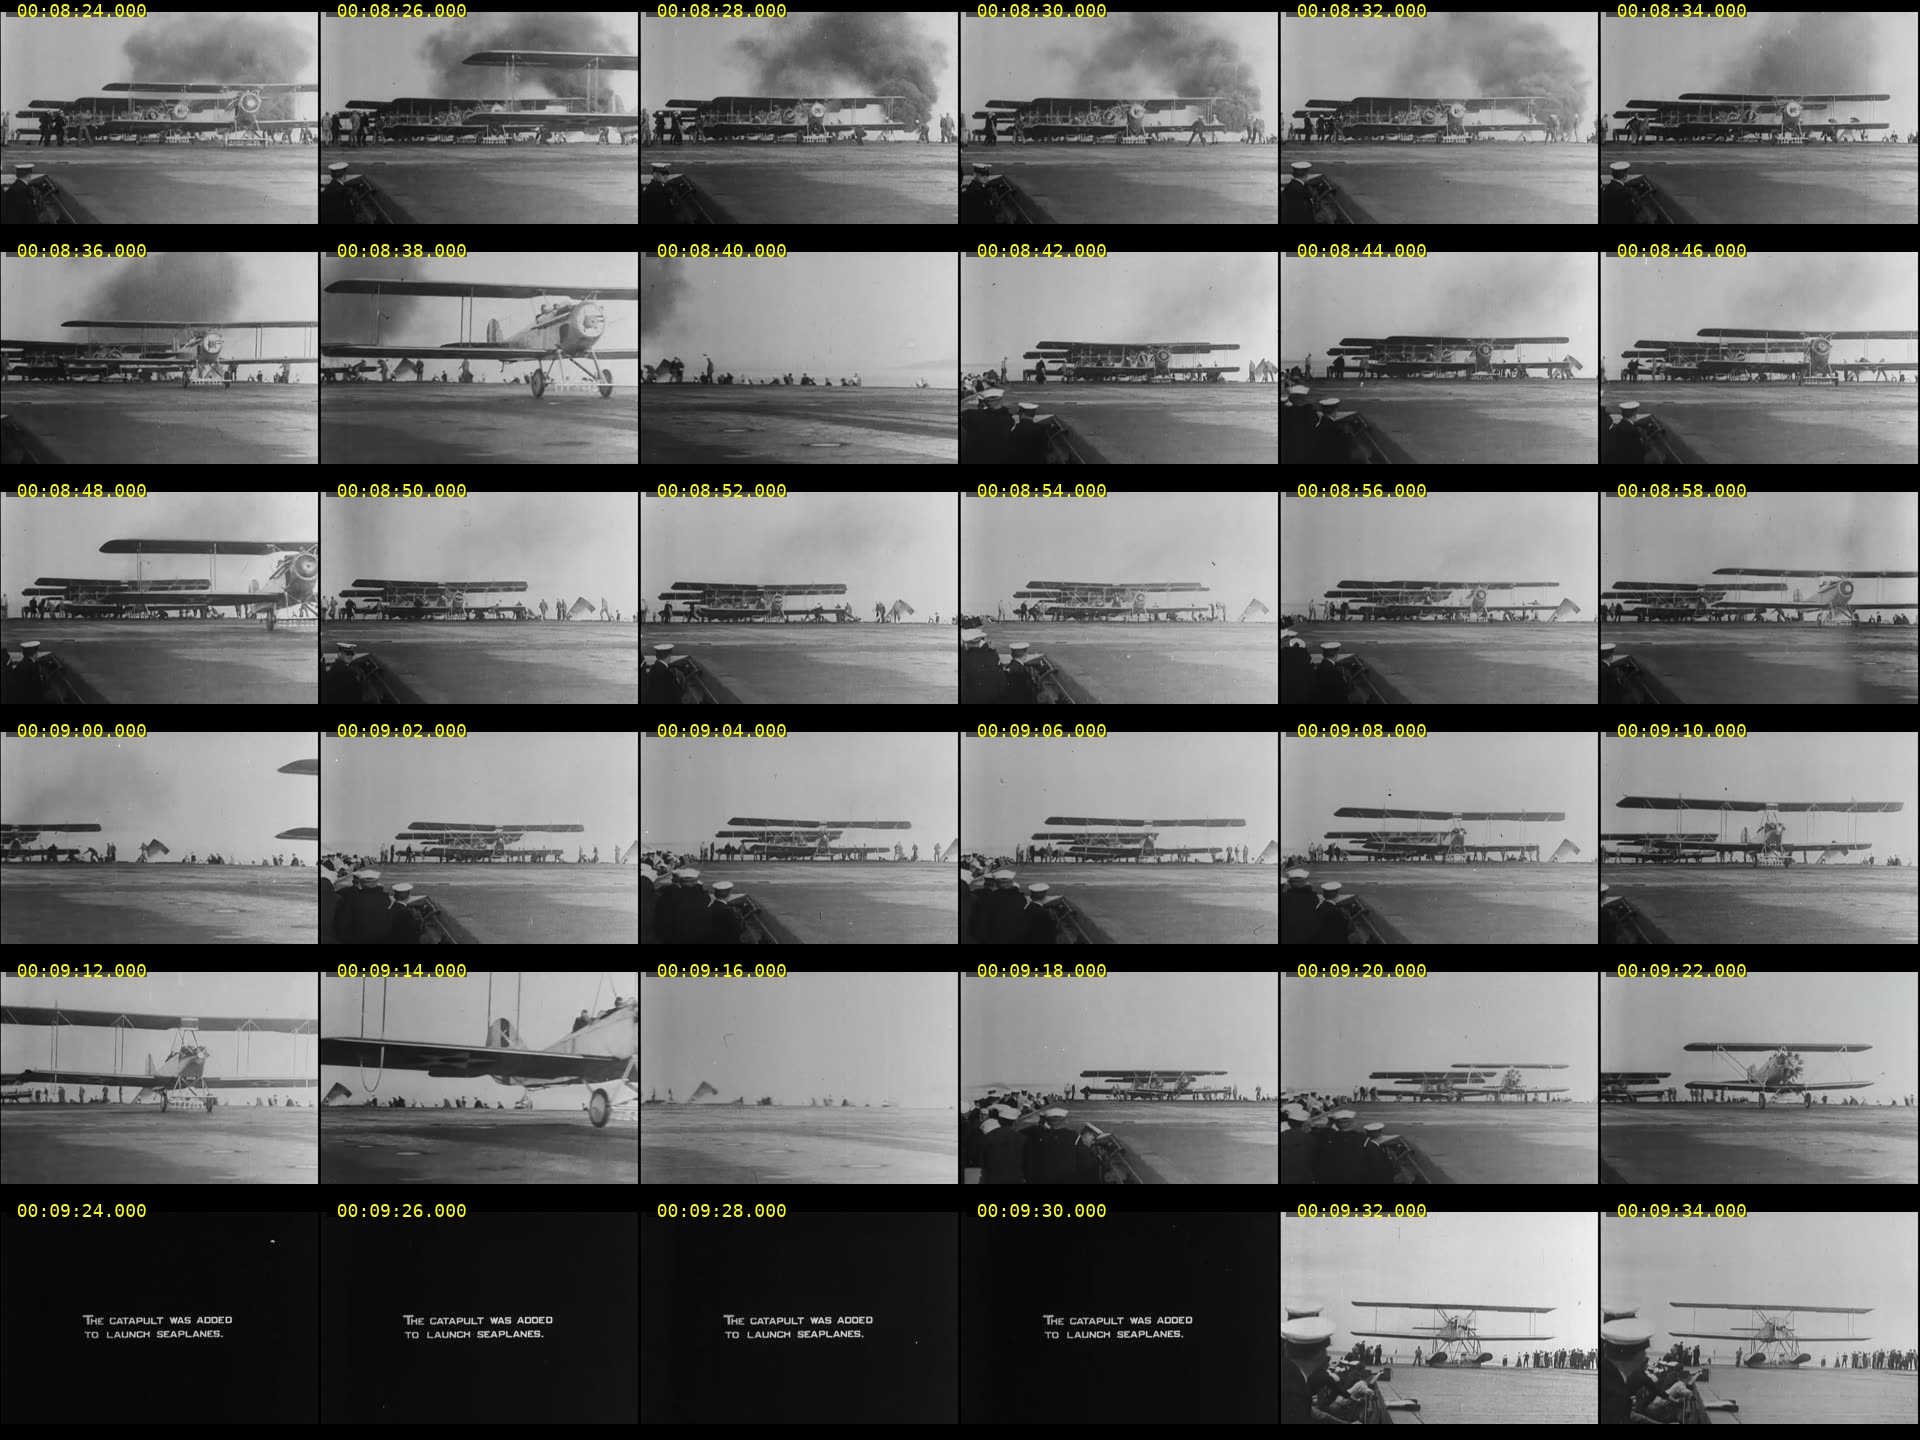 00:08:24.000 00:08:26.000 00:08:28.000 00:08:30.000 00:08:32.000 00:08:34.000
00:08:36.000 00:08:38.000 00:08:40.000 00:08:42.000 00:08:44.000 00:08:46.000
00:08:48.000 00:08:50.000 00:08:52.000 00:08:54.000 00:08:56.000 00:08:58.000
00:09:00.000 00:09:02.000 00:09:04.000 00:09:06.000 00:09:08.000 00:09:10.000
00:09:12.000 00:09:14.000 00:09:16.000 00:09:18.000 00:09:20.000 00:09:22.000
00:09:24.000 00:09:26.000 00:09:28.000 00:09:30.000 00:09:32.000 00:09:34.000
THE CATAPULT WAS ADDED
TO LAUNCH SEAPLANES.
THE CATAPULT WAS ADDED
TO LAUNCH SEAPLANES.
THE CATAPULT WAS ADDED
TO LAUNCH SEAPLANES.
THE CATAPULT WAS ADDED
TO LAUNCH SEAPLANES.